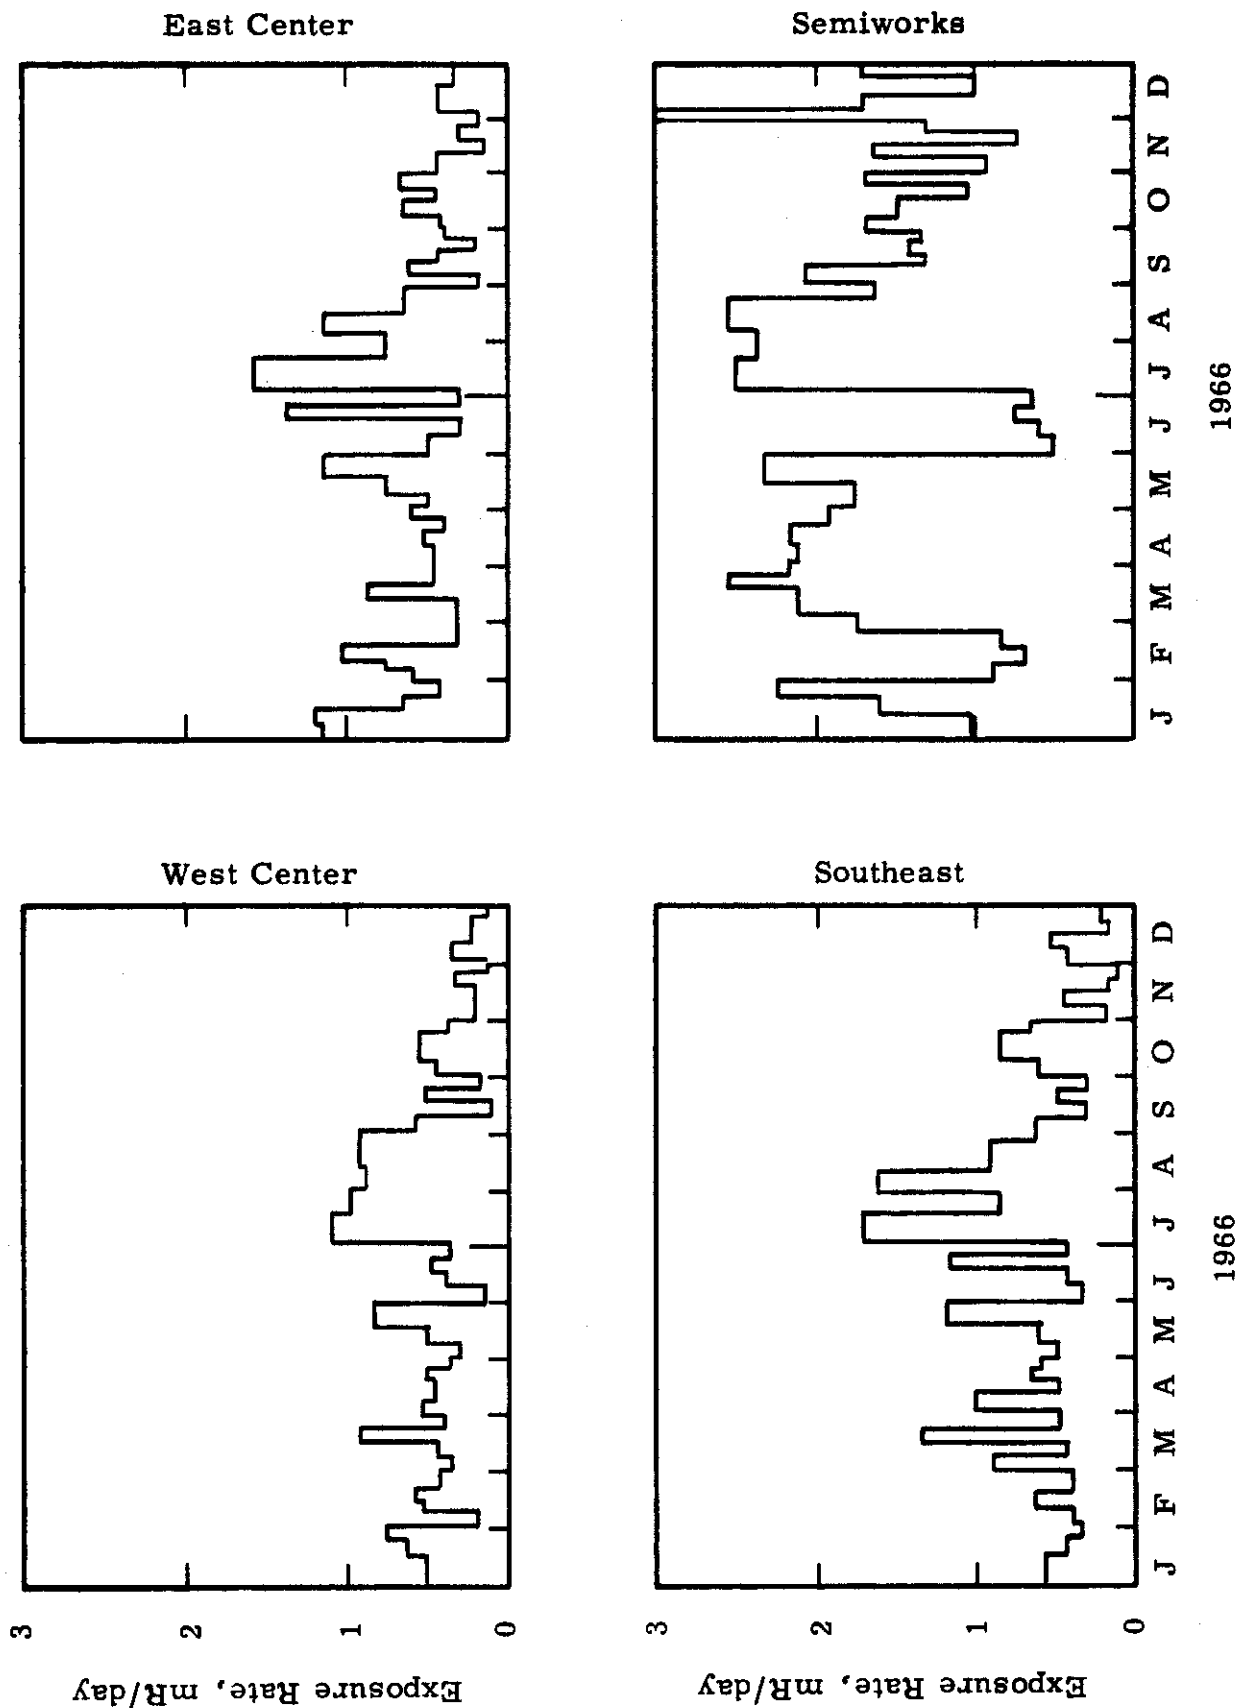 East Center
Semiworks
J F M A M J J A S O N D
1966
West Center
Southeast
3
2
1
0
Exposure Rate, mR/day
3
2
1
0
Exposure Rate, mR/day
J F M A M J J A S O N D
1966